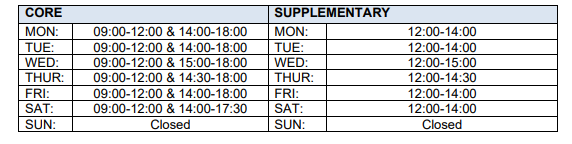 CORE SUPPLEMENTARY
MON: 09:00-12:00 & 14:00-18:00 MON: 12:00-14:00
TUE: 09:00-12:00 & 14:00-18:00 TUE: 12:00-14:00
WED: 09:00-12:00 & 15:00-18:00 WED: 12:00-15:00
THUR: 09:00-12:00 & 14:30-18:00 THUR: 12:00-14:30
FRI: 09:00-12:00 & 14:00-18:00 FRI: 12:00-14:00
SAT: 09:00-12:00 & 14:00-17:30 SAT: 12:00-14:00
SUN: Closed SUN: Closed